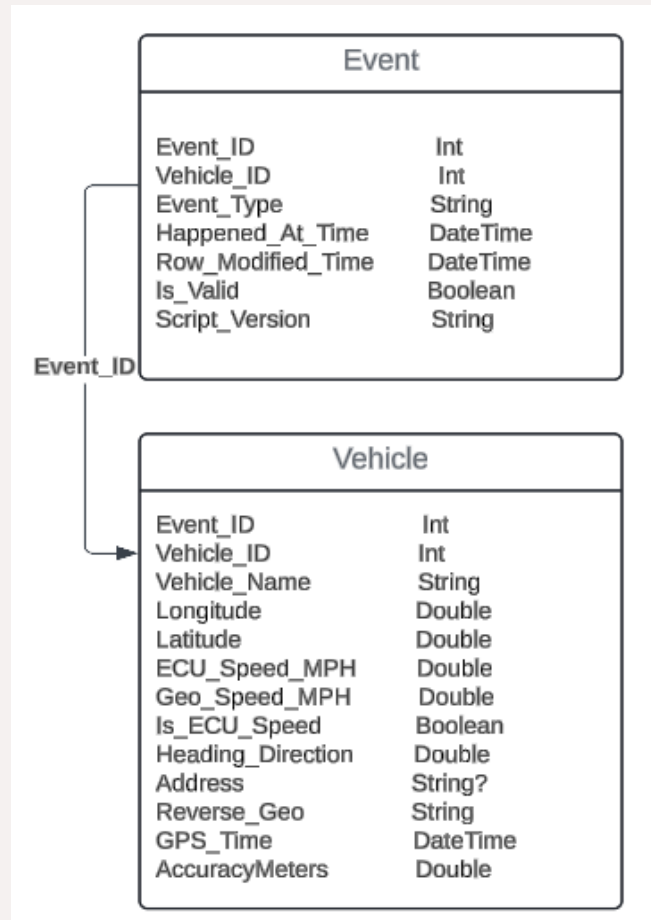 Event
Event_ID Int
Vehicle_ID Int
Event_Type String
Happened_At_Time DateTime
Row_Modified_Time DateTime
Is_Valid Boolean
Script_Version String
Event_ID
Vehicle
Event_ID Int
Vehicle_ID Int
Vehicle_Name String
Longitude Double
Latitude Double
ECU_Speed_MPH Double
Geo_Speed_MPH Double
Is_ECU_Speed Boolean
Heading_Direction Double
Address String?
Reverse_Geo String
GPS_Time DateTime
AccuracyMeters Double